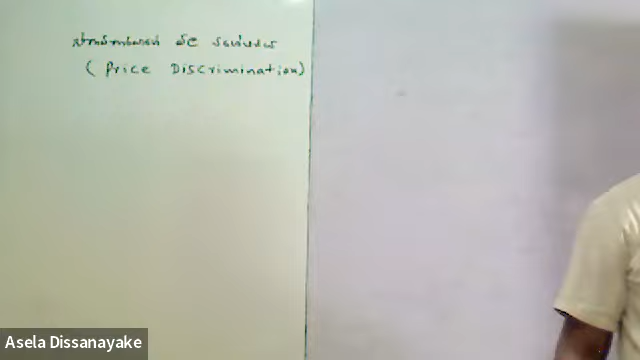 මිල
( Price Discrimination)
Asela Dissanayake